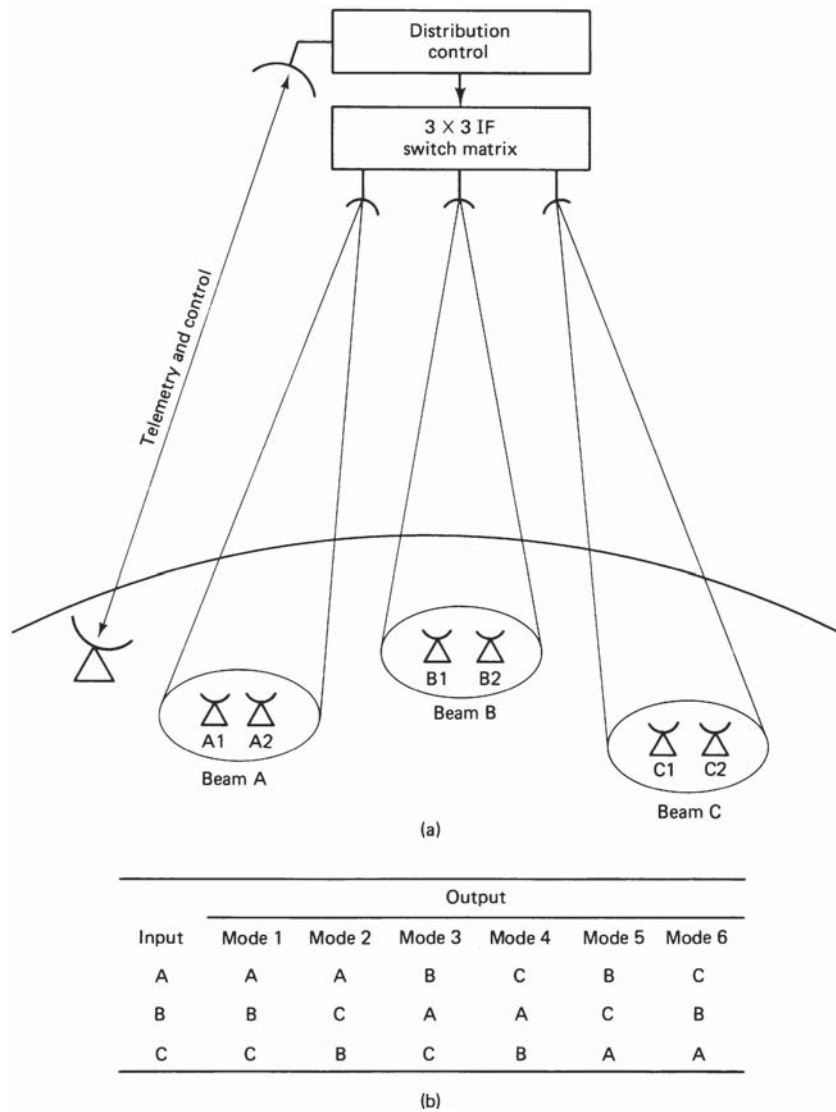 Distribution
control
3 × 3 IF
switch matrix
Telemetry and control
B1 B2
Beam B
A1 A2
Beam A
C1 C2
Beam C
(a)
Output
Input Mode 1 Mode 2 Mode 3 Mode 4 Mode 5 Mode 6
A A A B C B C
B B C A A C B
C C B C B A A
(b)